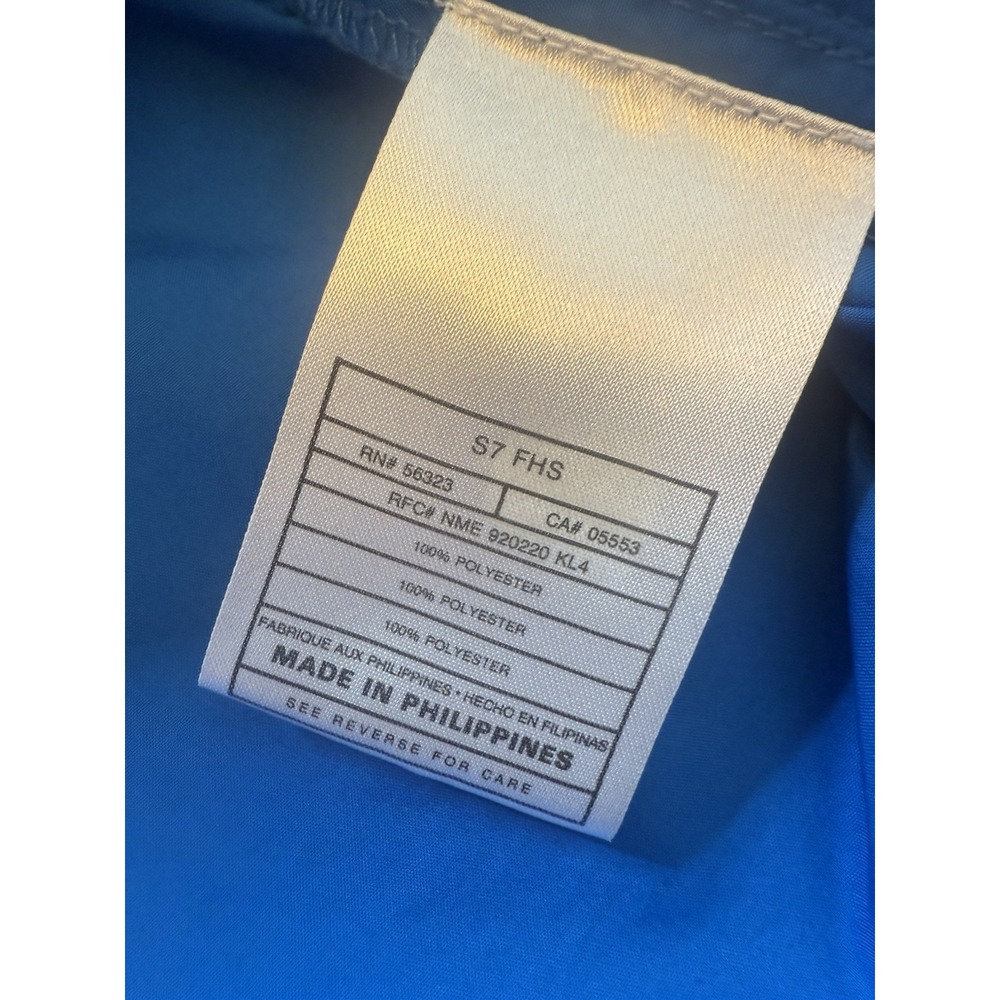 S7 FHS
RN# 56323
CA# 05553
RFC# NME 920220 KL4
100% POLYESTER
100% POLYESTER
100% POLYESTER
FABRIQUE AUX PHILIPPINES • HECHO EN FILIPINAS
MADE IN PHILIPPINES
SEE REVERSE FOR CARE